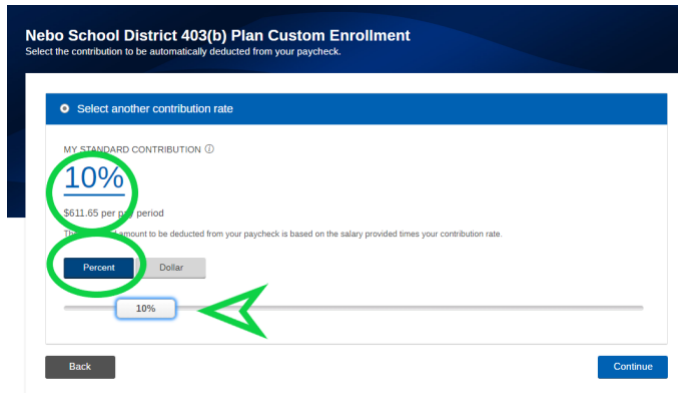 Nebo School District 403(b) Plan Custom Enrollment
Select the contribution to be automatically deducted from your paycheck.
Select another contribution rate
MY STANDARD CONTRIBUTION
10%
$611.65 per pay period
amount to be deducted from your paycheck is based on the salary provided times your contribution rate.
Percent Dollar
10%
Back Continue